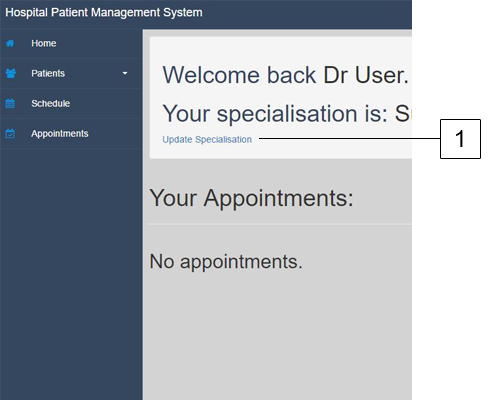 Hospital Patient Management System
Home
Patients
Schedule
Appointments
Welcome back Dr User.
Your specialisation is:
Update Specialisation
1
Your Appointments:
No appointments.